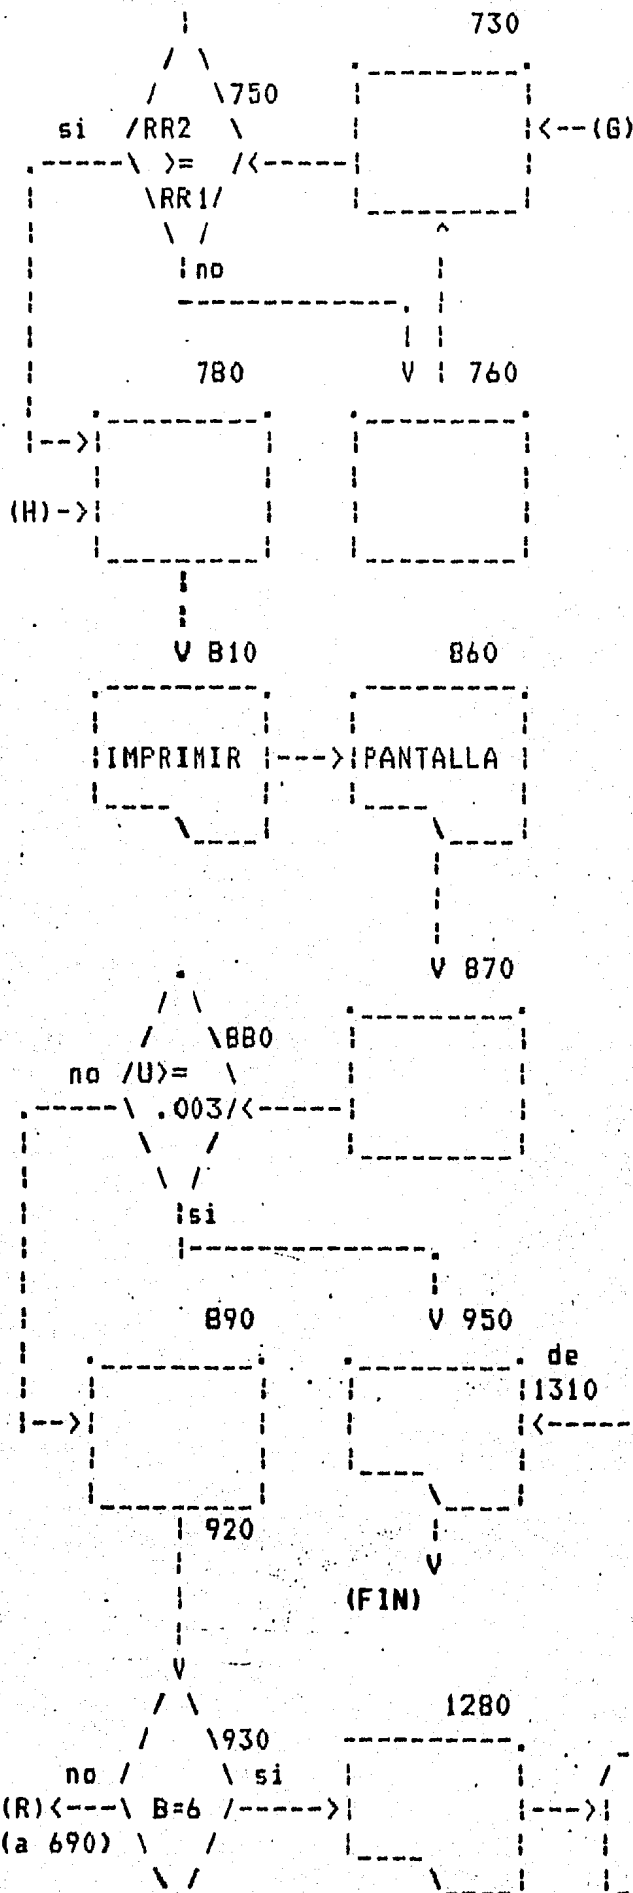 730
750
si /RR2 <--(G)
>=
RR1
no
780 V 760
(H)->
V 810 860
IMPRIMIR --->PANTALLA
V 870
880
no /U>=
.003/<-----
si
890 V 950
de
1310
920
V
(FIN)
V
1280
930
no si
(R)<---\ B=6 /------>
(a 690)